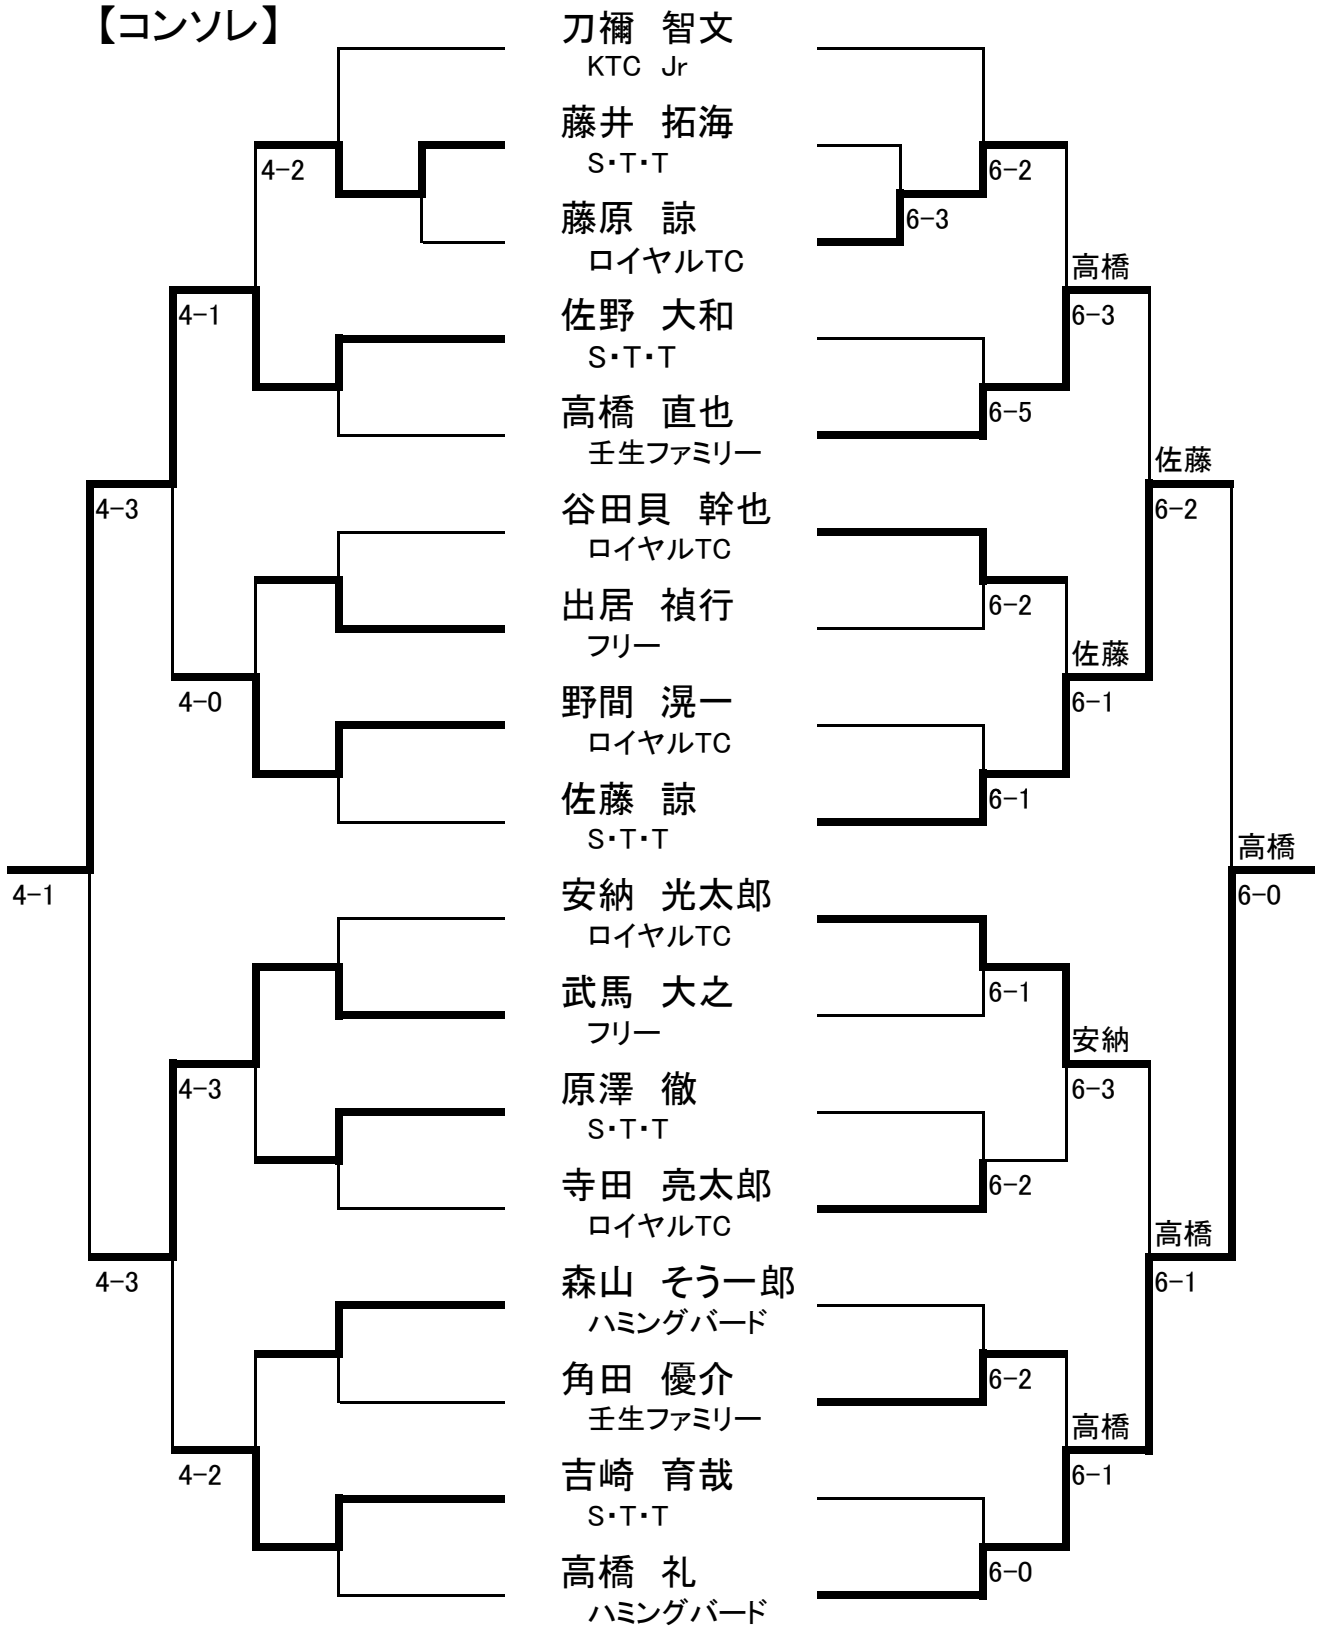 【コンソレ】
刀禰　智文
KTC Jr
藤井　拓海
4-2
S・T・T
6-2
藤原　諒
6-3
ロイヤルTC
高橋
4-1
佐野　大和
6-3
S・T・T
高橋　直也
6-5
壬生ファミリー
佐藤
4-3
谷田貝　幹也
6-2
ロイヤルTC
出居　禎行
6-2
フリー
佐藤
4-0
野間　滉一
6-1
ロイヤルTC
佐藤　諒
6-1
S・T・T
高橋
4-1
安納　光太郎
6-0
ロイヤルTC
武馬　大之
6-1
フリー
安納
4-3
原澤　徹
6-3
S・T・T
寺田　亮太郎
6-2
ロイヤルTC
高橋
4-3
森山　そう一郎
6-1
ハミングバード
角田　優介
6-2
壬生ファミリー
高橋
4-2
吉崎　育哉
6-1
S・T・T
高橋　礼
6-0
ハミングバード